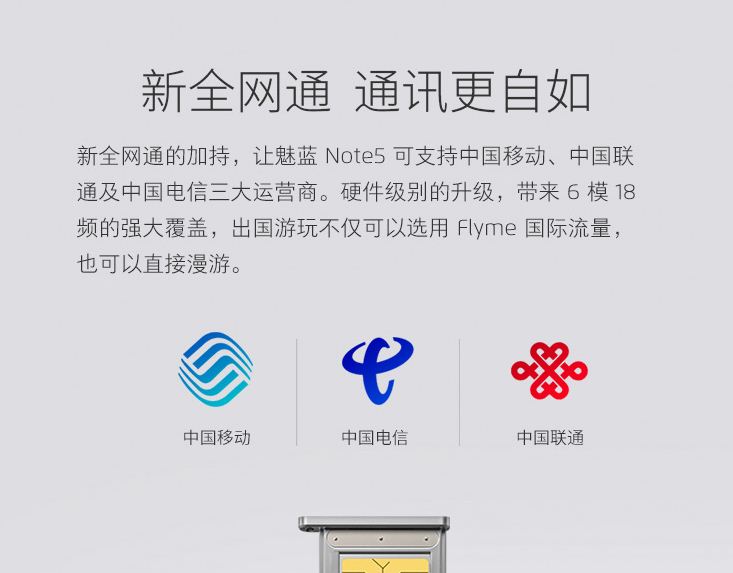 新全网通 通讯更自如
新全网通的加持，让魅蓝 Note5 可支持中国移动、中国联
通及中国电信三大运营商。硬件级别的升级，带来 6 模 18
频的强大覆盖，出国游玩不仅可以选用 Flyme 国际流量，
也可以直接漫游。
中国移动 中国电信 中国联通